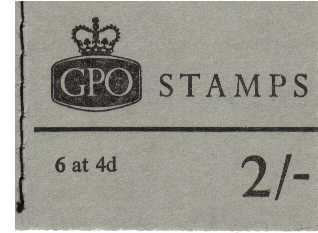 GPO STAMPS
6 at 4d 2/-